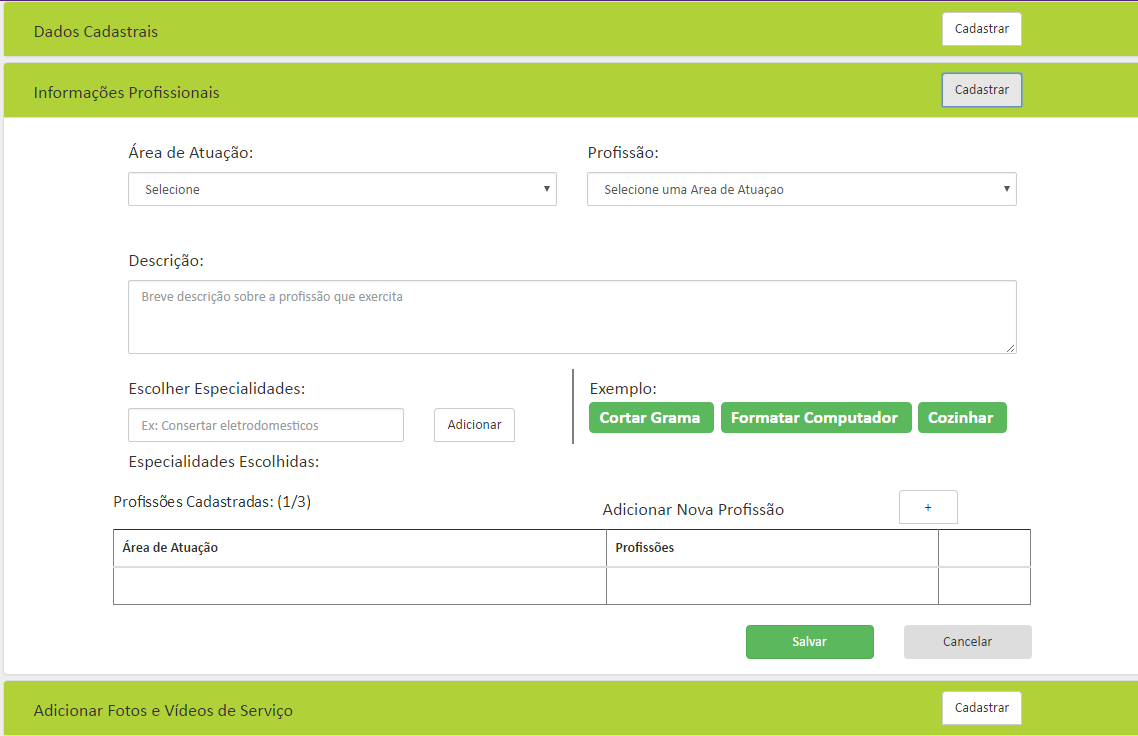 Dados Cadastrais
Cadastrar
Informações Profissionais
Cadastrar
Área de Atuação:
Profissão:
Selecione
Selecione uma Area de Atuaçao
Descrição:
Breve descrição sobre a profissão que exercita
Escolher Especialidades:
Exemplo:
Ex: Consertar eletrodomesticos
Adicionar
Cortar Grama
Formatar Computador
Cozinhar
Especialidades Escolhidas:
Profissões Cadastradas: (1/3)
Adicionar Nova Profissão
+
Área de Atuação
Profissões
Salvar
Cancelar
Adicionar Fotos e Vídeos de Serviço
Cadastrar